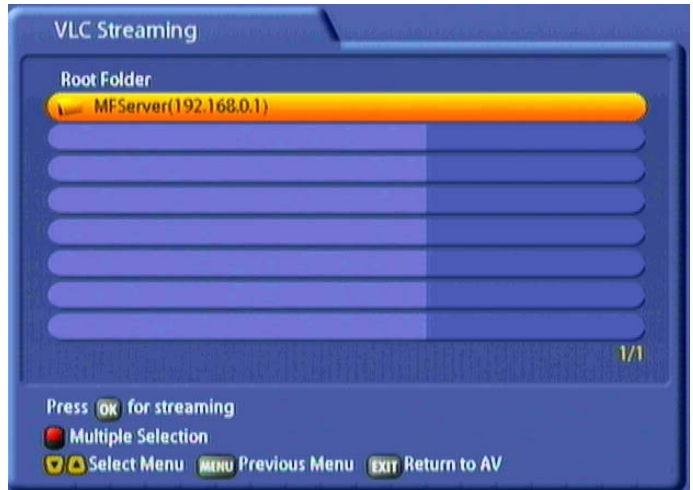 VLC Streaming
Root Folder
MFServer(192.168.0.1)
1/1
Press OK for streaming
Multiple Selection
Select Menu MENU Previous Menu EXIT Return to AV